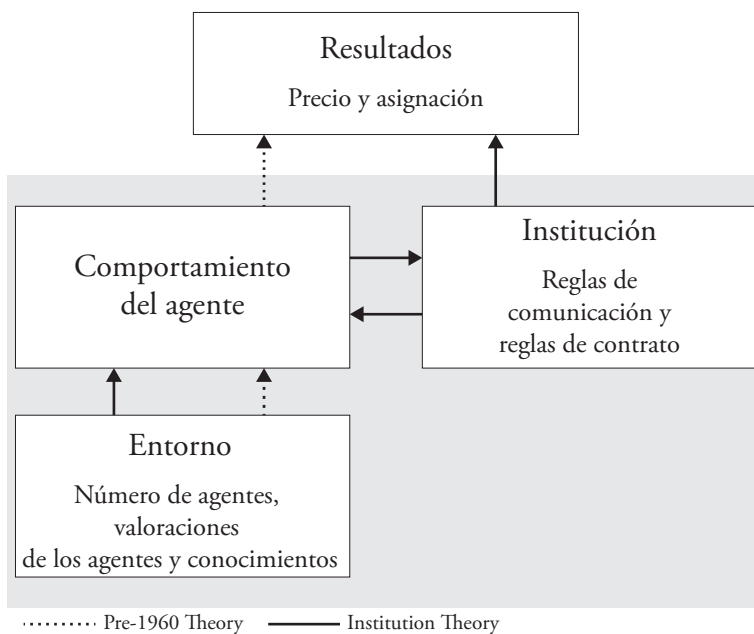 Resultados
Precio y asignación
Comportamiento
del agente
Institución
Reglas de
comunicación y
reglas de contrato
Entorno
Número de agentes,
valoraciones
de los agentes y conocimientos
Pre-1960 Theory
Institution Theory